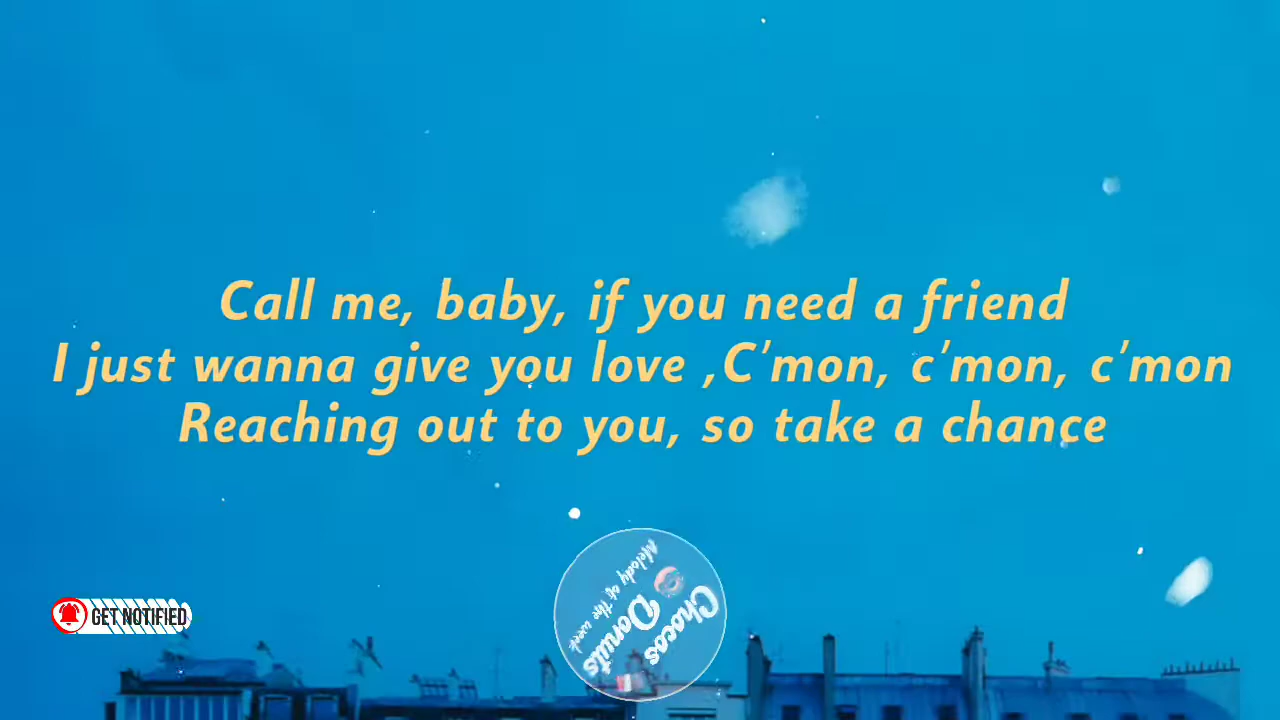 Call me, baby, if you need a friend
I just wanna give you love ,C'mon, c'mon, c'mon
Reaching out to you, so take a chance
GET NOTIFIED
Chocos
Donuts
Melody of the week